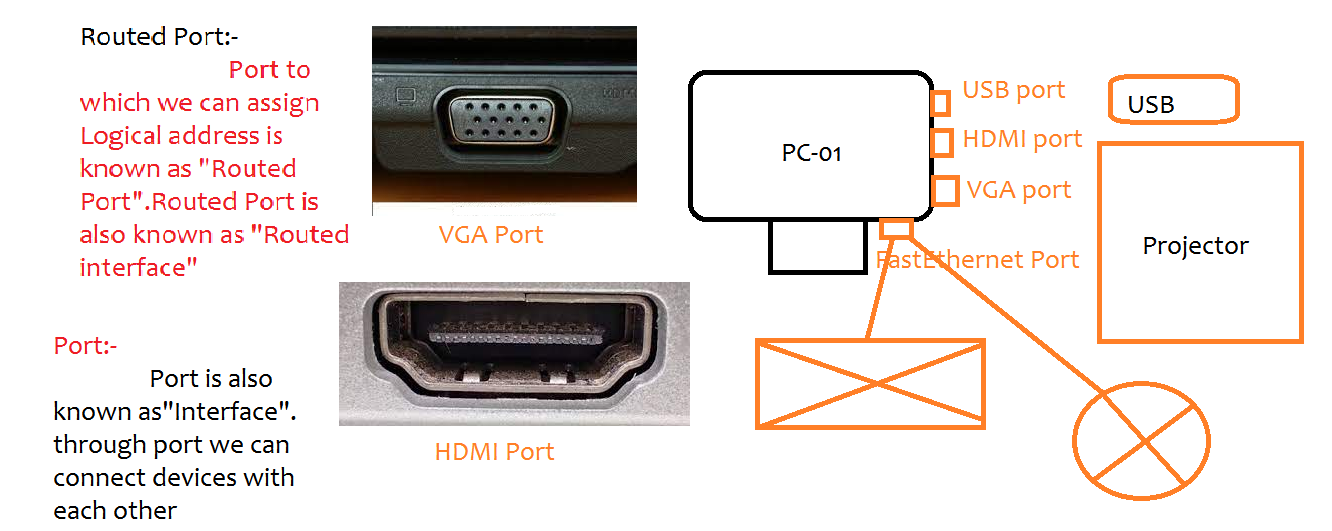 Routed Port:-
Port to
which we can assign
Logical address is
known as "Routed
Port".Routed Port is
also known as "Routed
interface"
VGA Port
HDMI Port
Port:-
Port is also
known as"Interface".
through port we can
connect devices with
each other
PC-01
USB port
HDMI port
VGA port
FastEthernet Port
USB
Projector